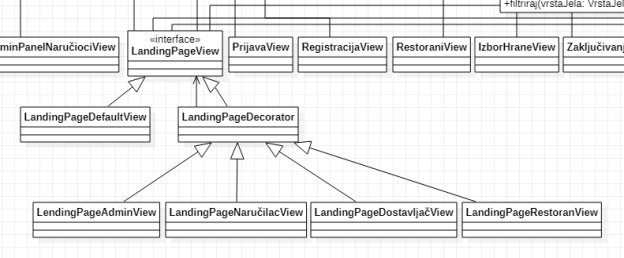 +filtriraj(vrstaJela: VrstaJel
minPanelNaručiociView
«interface»
LandingPageView
PrijavaView
RegistracijaView
RestoraniView
IzborHraneView
Zaključivanj
LandingPageDefaultView
LandingPageDecorator
LendingPageAdminView
LandingPageNaručilacView
LandingPageDostavljačView
LandingPageRestoranView